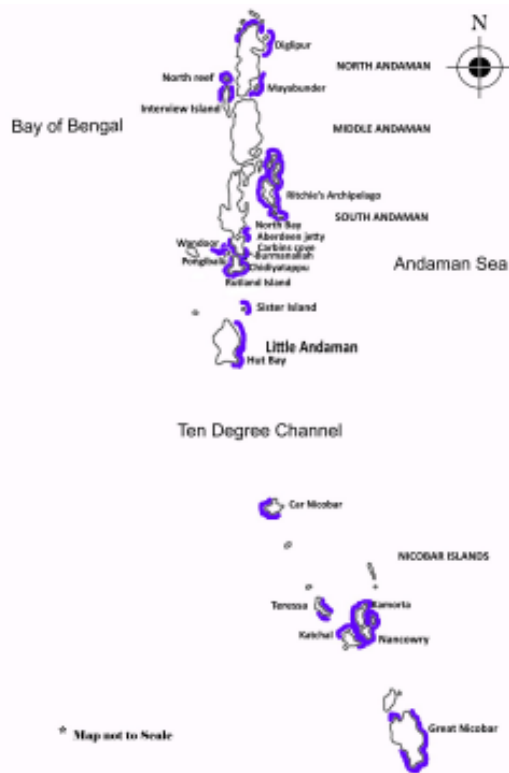 N
Diglipur
NORTH ANDAMAN
North reef
Mayabunder
Interview Island
Bay of Bengal
MIDDLE ANDAMAN
Ritchie's Archipelago
SOUTH ANDAMAN
North Bay
Aberdeen jetty
Wandoor
Carbins cove
Burmanallah
Pongibalu
Chidiyatappu
Andaman Sea
Rutland Island
Sister Island
Little Andaman
Hut Bay
Ten Degree Channel
Car Nicobar
NICOBAR ISLANDS
Teressa
Kamorta
Katchal
Nancowry
Great Nicobar
* Map not to Scale